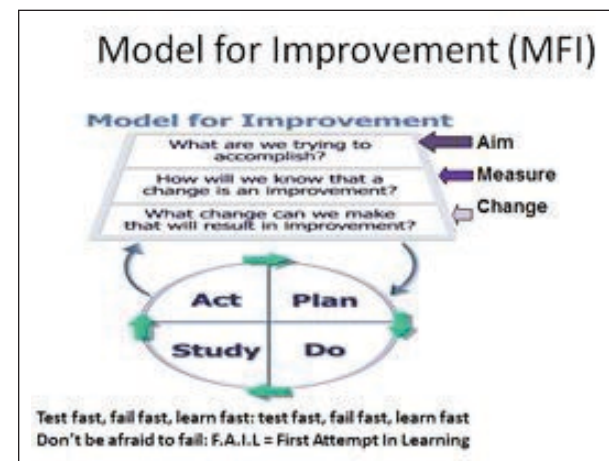 Model for Improvement (MFI)
Model for Improvement
What are we trying to
accomplish?
Aim
How will we know that a
change is an improvement?
Measure
What change can we make
that will result in improvement?
Change
Act
Plan
Study
Do
Test fast, fail fast, learn fast: test fast, fail fast, learn fast
Don't be afraid to fail: F.A.I.L = First Attempt In Learning